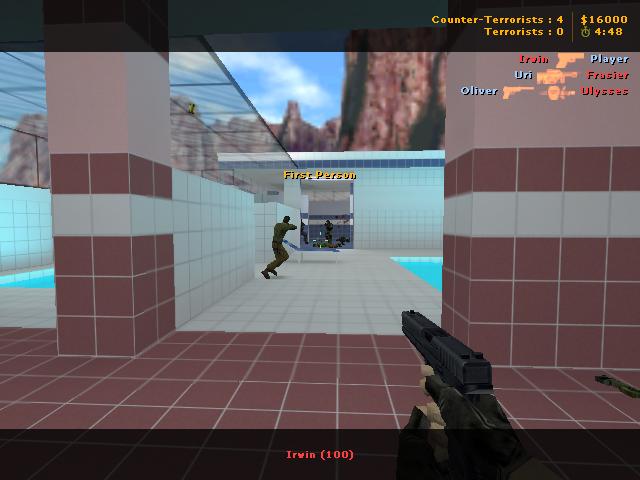 Counter-Terrorists : 4 $16000
Terrorists : 0 4:48
Irwin Player
Uri Frasier
Oliver Ulysses
First Person
Irwin (100)